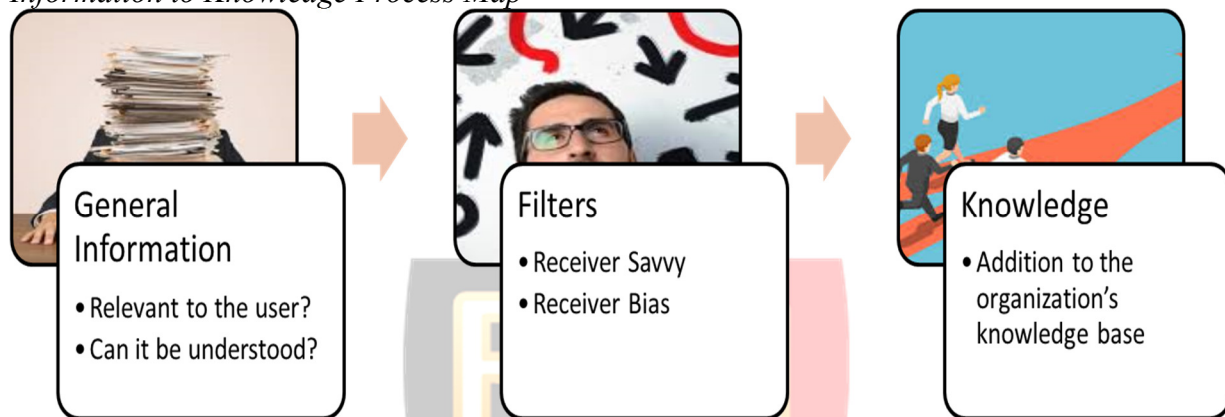 Information to Knowledge Process Map
General
Information
• Relevant to the user?
• Can it be understood?
Filters
• Receiver Savvy
• Receiver Bias
Knowledge
• Addition to the
organization's
knowledge base